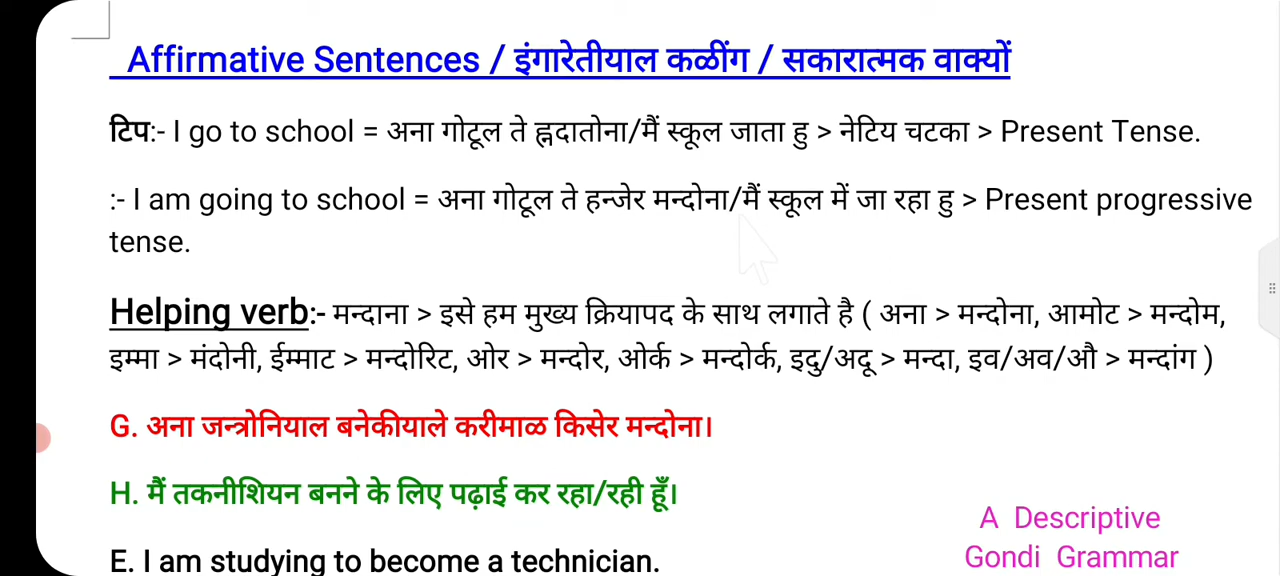 Affirmative Sentences / इंगारेतीयाल कळींग / सकारात्मक वाक्यों
टिप:- I go to school = अना गोटूल ते ह्नदातोना/मैं स्कूल जाता हु > नेटिय चटका > Present Tense.
:- I am going to school = अना गोटूल ते हन्जेर मन्दोना/मैं स्कूल में जा रहा हु > Present progressive
tense.
Helping verb:- मन्दाना > इसे हम मुख्य क्रियापद के साथ लगाते है ( अना > मन्दोना, आमोट > मन्दोम,
इम्मा > मंदोनी, ईम्माट > मन्दोरिट, ओर > मन्दोर, ओर्क > मन्दोर्क, इदु/अदू > मन्दा, इव/अव/औ > मन्दांग )
G. अना जन्त्रोनियाल बनेकीयाले करीमाळ किसेर मन्दोना।
H. मैं तकनीशियन बनने के लिए पढ़ाई कर रहा/रही हूँ।
E. I am studying to become a technician.
A Descriptive
Gondi Grammar